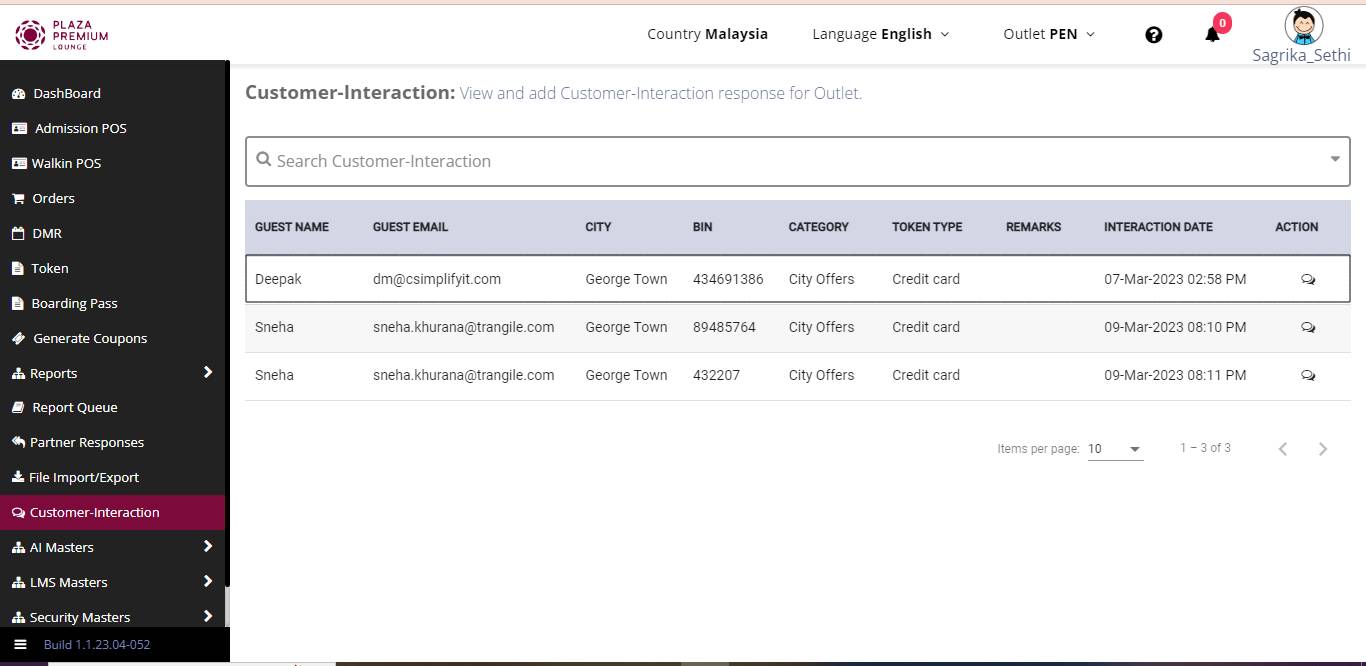 PLAZA
PREMIUM
LOUNGE
Country Malaysia
Language English
Outlet PEN
0
Sagrika_Sethi
DashBoard
Admission POS
Walkin POS
Orders
DMR
Token
Boarding Pass
Generate Coupons
Reports
Report Queue
Partner Responses
File Import/Export
Customer-Interaction
AI Masters
LMS Masters
Security Masters
Build 1.1.23.04-052
Customer-Interaction: View and add Customer-Interaction response for Outlet.
Search Customer-Interaction
GUEST NAME GUEST EMAIL CITY BIN CATEGORY TOKEN TYPE REMARKS INTERACTION DATE ACTION
Deepak dm@csimplifyit.com George Town 434691386 City Offers Credit card 07-Mar-2023 02:58 PM
Sneha sneha.khurana@trangile.com George Town 89485764 City Offers Credit card 09-Mar-2023 08:10 PM
Sneha sneha.khurana@trangile.com George Town 432207 City Offers Credit card 09-Mar-2023 08:11 PM
Items per page: 10 1 – 3 of 3